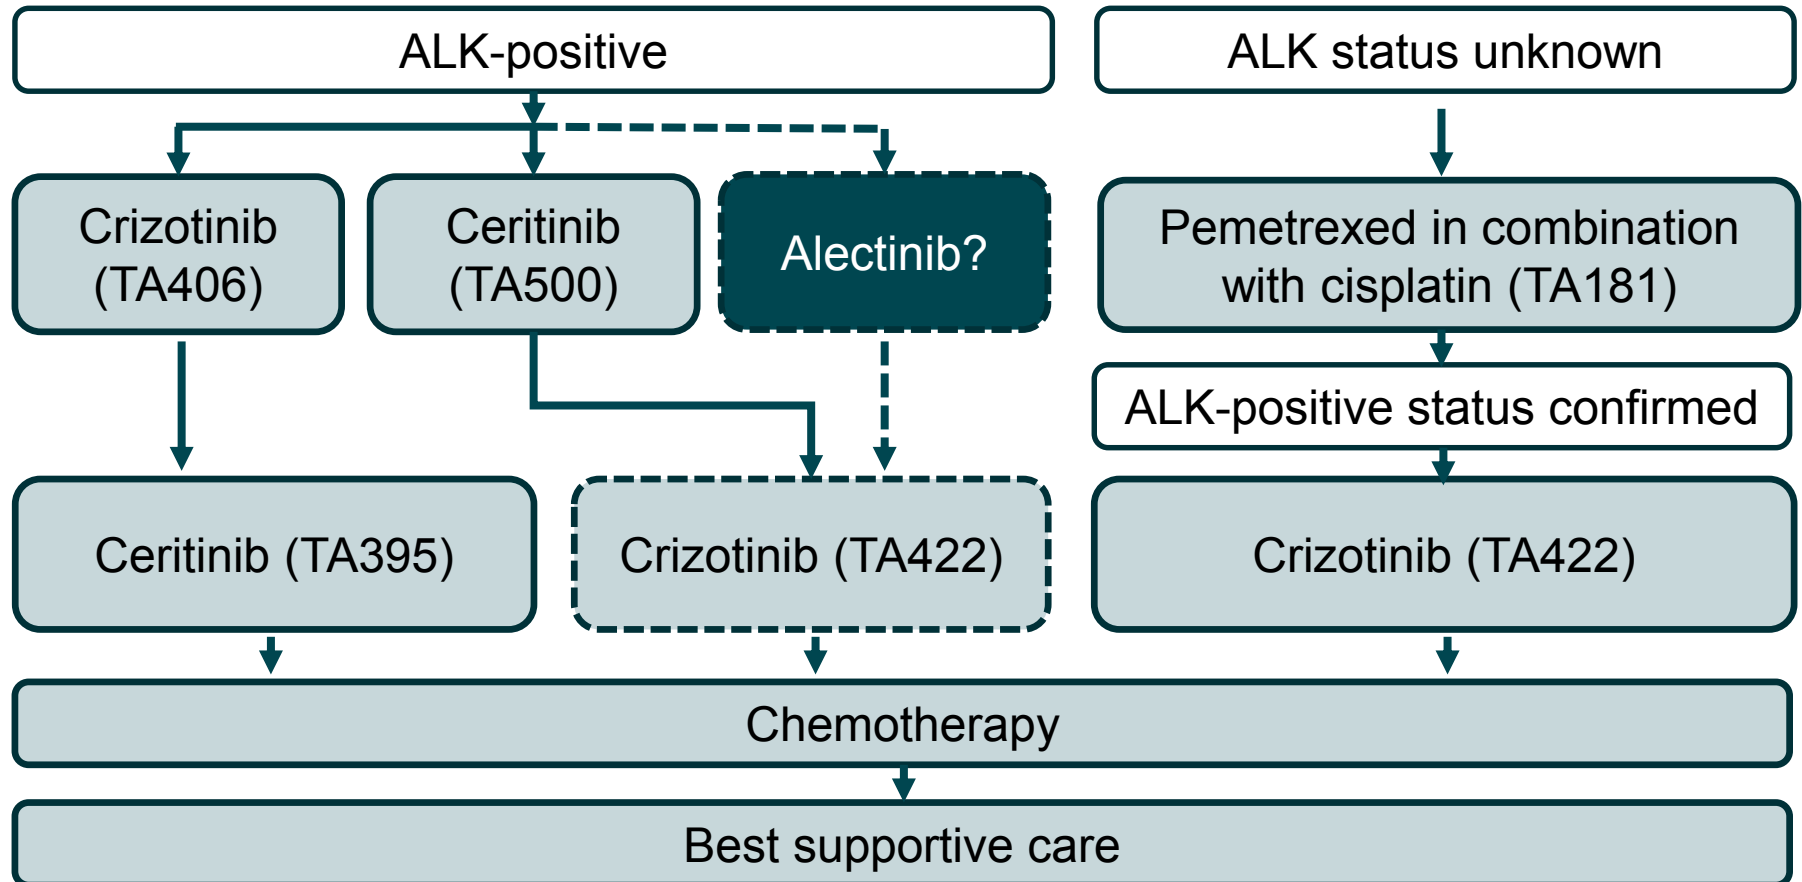 ALK-positive
ALK status unknown
Crizotinib
(TA406)
Ceritinib
(TA500)
Alectinib?
Pemetrexed in combination
with cisplatin (TA181)
ALK-positive status confirmed
Ceritinib (TA395)
Crizotinib (TA422)
Crizotinib (TA422)
Chemotherapy
Best supportive care